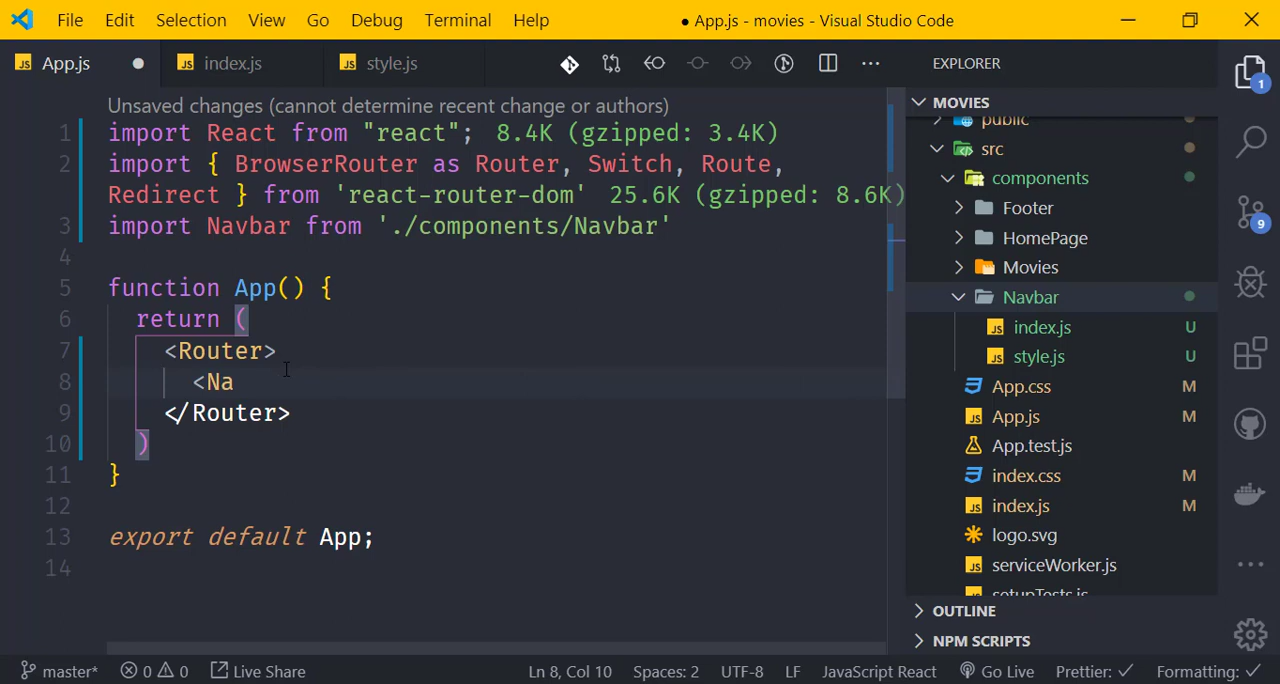 File Edit Selection View Go Debug Terminal Help ● App.js - movies - Visual Studio Code
App.js index.js style.js EXPLORER
Unsaved changes (cannot determine recent change or authors)
1 import React from "react"; 8.4K (gzipped: 3.4K)
2 import { BrowserRouter as Router, Switch, Route,
Redirect } from 'react-router-dom' 25.6K (gzipped: 8.6K)
3 import Navbar from './components/Navbar'
4
5 function App() {
6 return (
7 <Router>
8 <Na
9 </Router>
10 )
11 }
12
13 export default App;
14
MOVIES
public
src
components
Footer
HomePage
Movies
Navbar
index.js U
style.js U
App.css M
App.js M
App.test.js
index.css M
index.js M
logo.svg
serviceWorker.js
setupTests.js
OUTLINE
NPM SCRIPTS
1
9
master* 0 0 Live Share Ln 8, Col 10 Spaces: 2 UTF-8 LF JavaScript React Go Live Prettier: ✓ Formatting: ✓